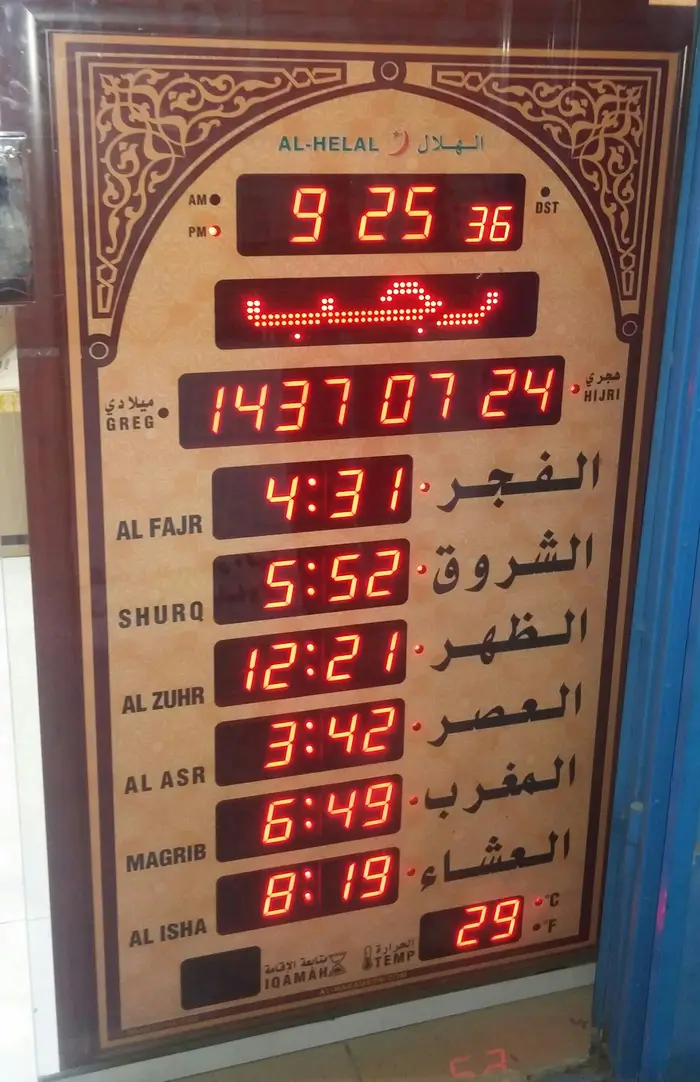 AL-HELAL الهلال
AM
PM
9 25 36
DST
رجب
ميلادي
GREG
1437 07 24
هجري
HIJRI
4:31
الفجر
AL FAJR
5:52
الشروق
SHURQ
12:21
الظهر
AL ZUHR
3:42
العصر
AL ASR
6:49
المغرب
MAGRIB
8:19
العشاء
AL ISHA
29
°C
°F
متابعة الاقامة
IQAMAH
الحرارة
TEMP